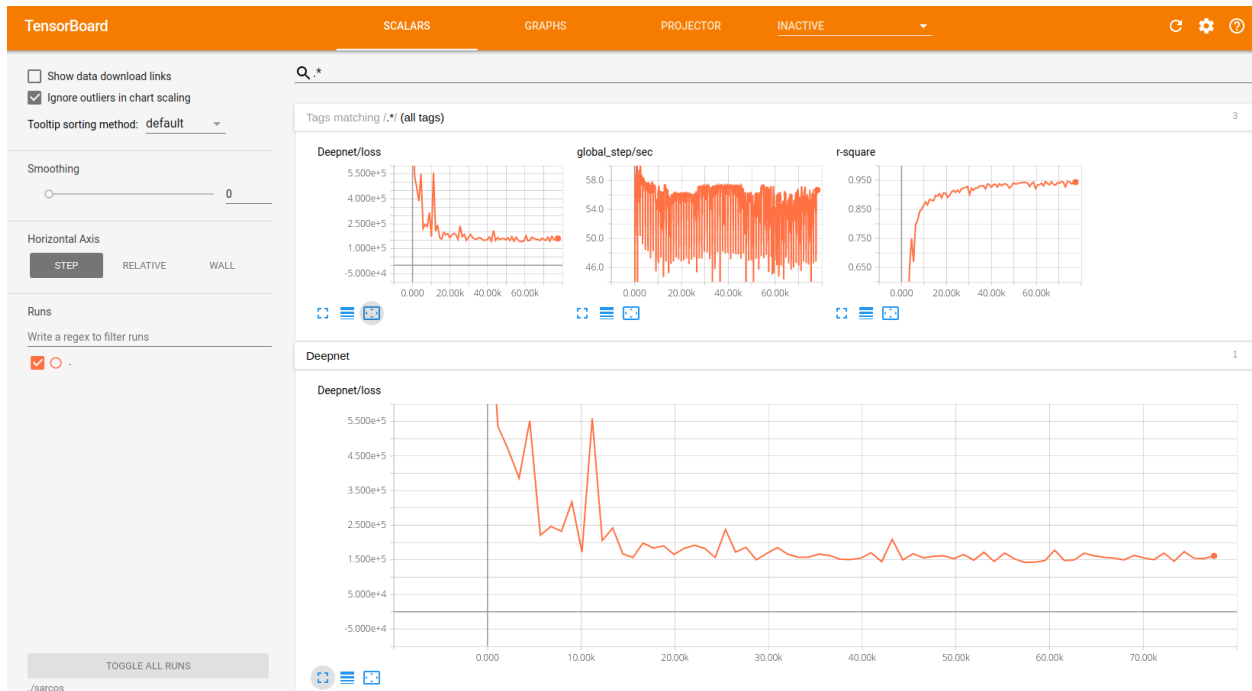 TensorBoard
SCALARS
GRAPHS
PROJECTOR
INACTIVE
Show data download links
Ignore outliers in chart scaling
Tooltip sorting method: default
Smoothing
0
Horizontal Axis
STEP
RELATIVE
WALL
Runs
Write a regex to filter runs
.
TOGGLE ALL RUNS
./sarcos
.*
Tags matching /.*/ (all tags)
3
Deepnet/loss
5.500e+5
4.000e+5
2.500e+5
1.000e+5
-5.000e+4
0.000 20.00k 40.00k 60.00k
global_step/sec
58.0
54.0
50.0
46.0
0.000 20.00k 40.00k 60.00k
r-square
0.950
0.850
0.750
0.650
0.000 20.00k 40.00k 60.00k
Deepnet
1
Deepnet/loss
5.500e+5
4.500e+5
3.500e+5
2.500e+5
1.500e+5
5.000e+4
-5.000e+4
0.000 10.00k 20.00k 30.00k 40.00k 50.00k 60.00k 70.00k